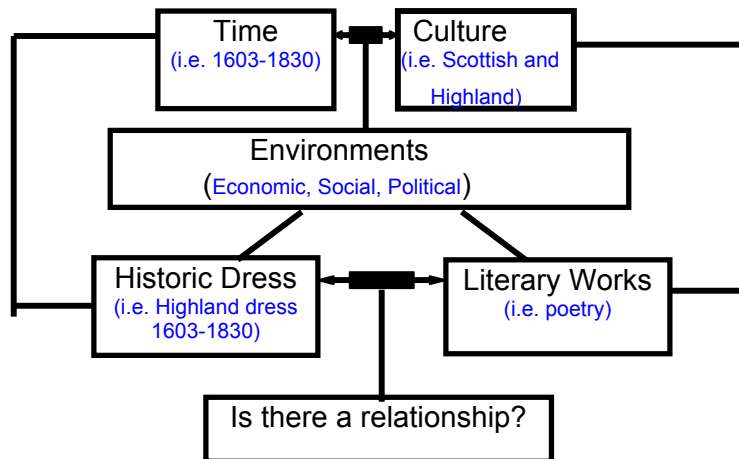 Time
(i.e. 1603-1830)
Culture
(i.e. Scottish and
Highland)
Environments
(Economic, Social, Political)
Historic Dress
(i.e. Highland dress
1603-1830)
Literary Works
(i.e. poetry)
Is there a relationship?